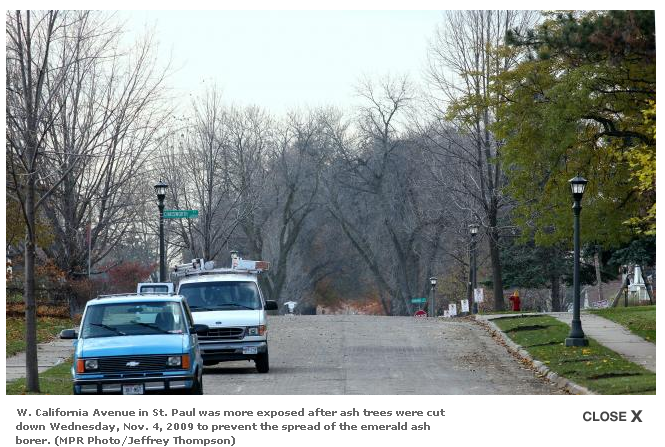 W. California Avenue in St. Paul was more exposed after ash trees were cut
down Wednesday, Nov. 4, 2009 to prevent the spread of the emerald ash
borer. (MPR Photo/Jeffrey Thompson)
CLOSE X